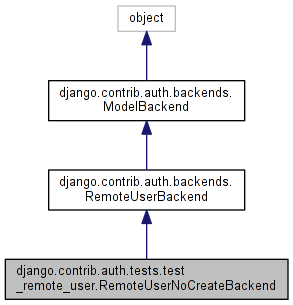 object
django.contrib.auth.backends.
ModelBackend
django.contrib.auth.backends.
RemoteUserBackend
django.contrib.auth.tests.test
_remote_user.RemoteUserNoCreateBackend